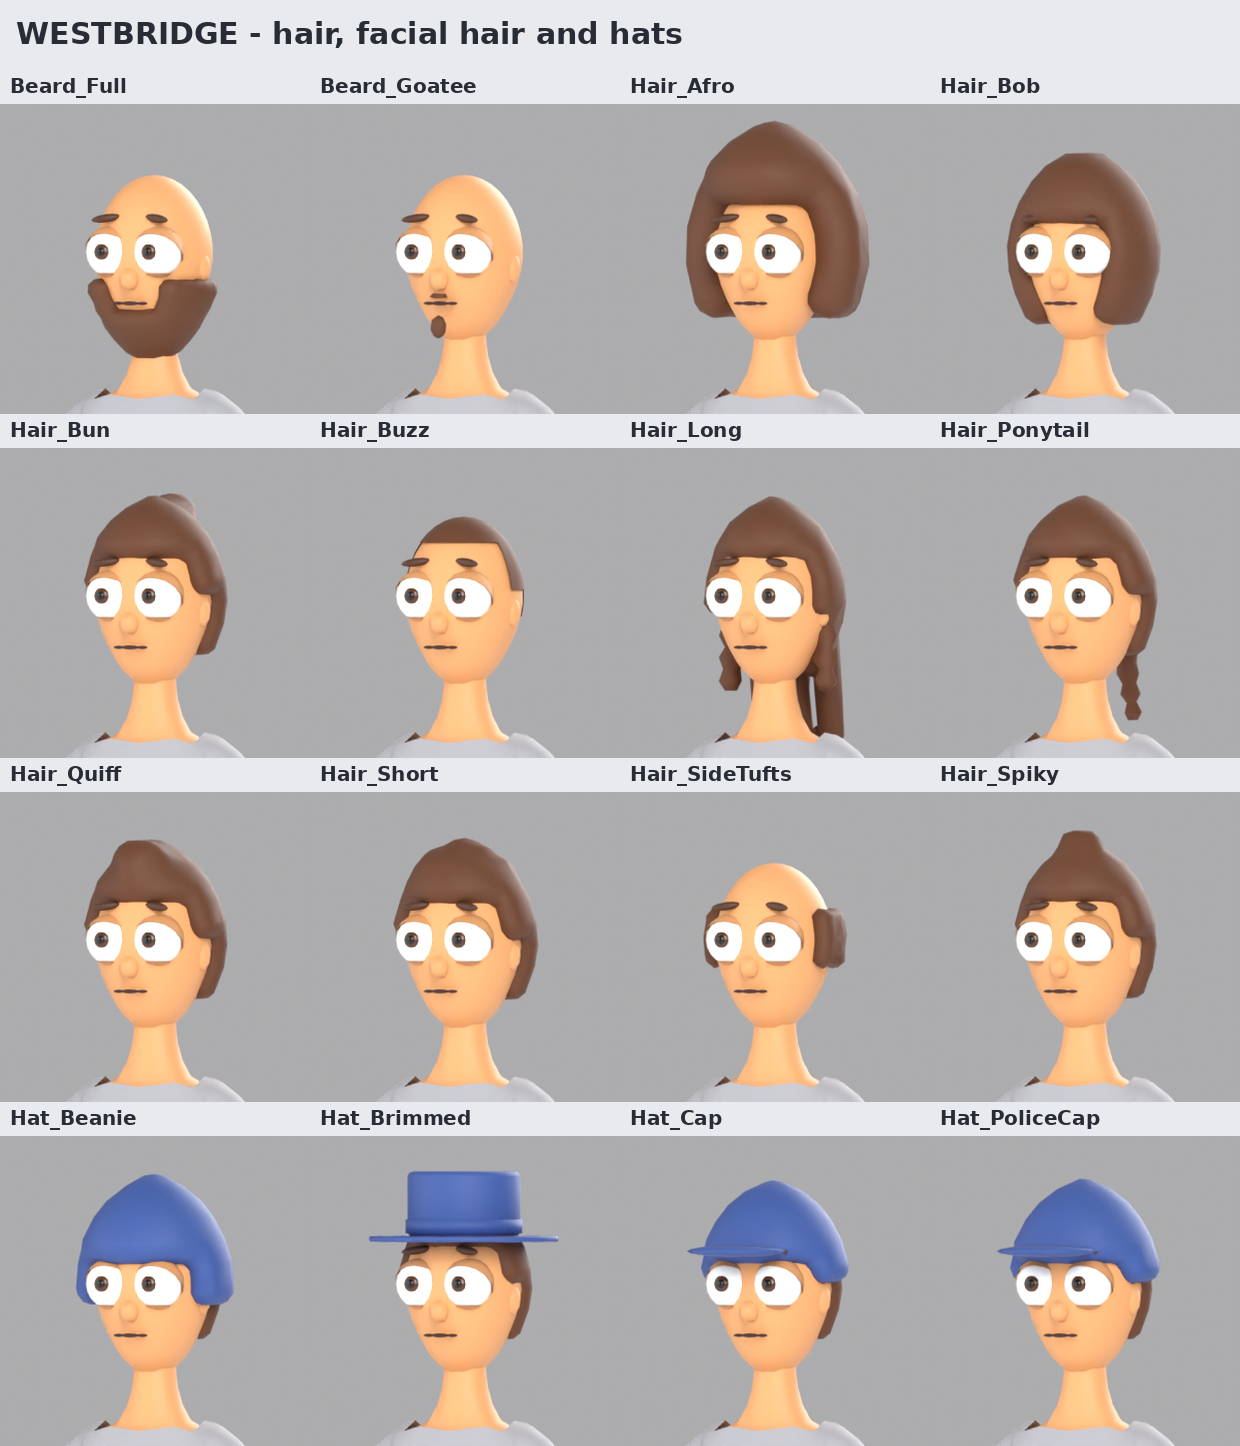 WESTBRIDGE - hair, facial hair and hats
Beard_Full
Beard_Goatee
Hair_Afro
Hair_Bob
Hair_Bun
Hair_Buzz
Hair_Long
Hair_Ponytail
Hair_Quiff
Hair_Short
Hair_SideTufts
Hair_Spiky
Hat_Beanie
Hat_Brimmed
Hat_Cap
Hat_PoliceCap